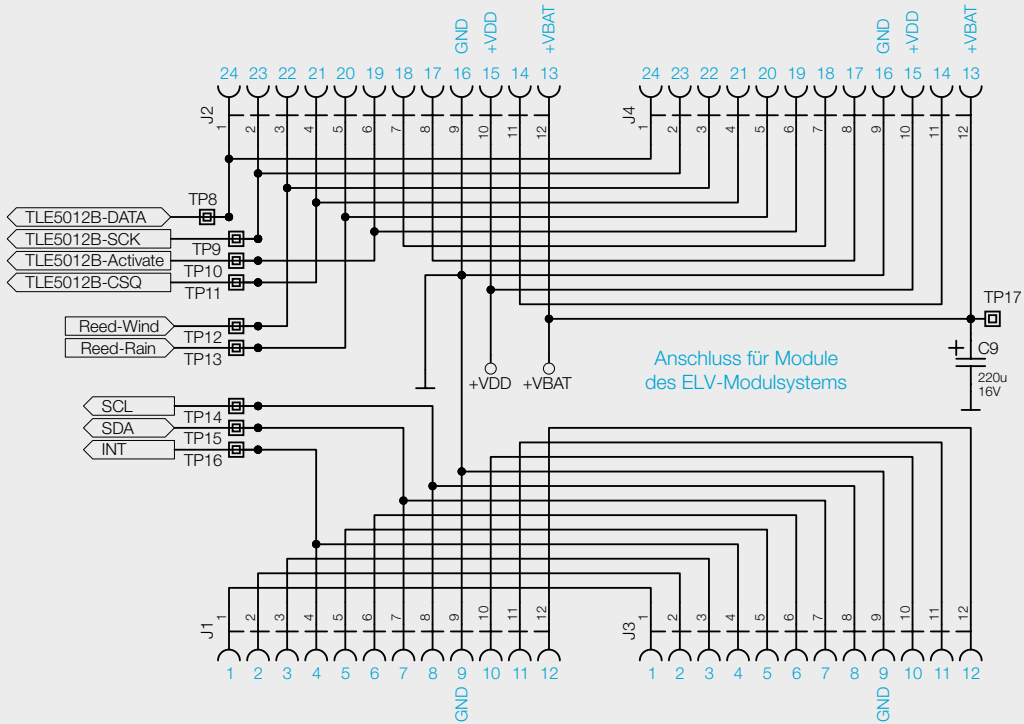 GND +VDD +VBAT GND +VDD +VBAT
24 23 22 21 20 19 18 17 16 15 14 13 24 23 22 21 20 19 18 17 16 15 14 13
J2 1 2 3 4 5 6 7 8 9 10 11 12 J4 1 2 3 4 5 6 7 8 9 10 11 12
TP8
TLE5012B-DATA
TLE5012B-SCK
TP9
TLE5012B-Activate
TP10
TLE5012B-CSQ
TP11
TP17
Reed-Wind
TP12
Reed-Rain
TP13
+ C9
220u
16V
Anschluss für Module
des ELV-Modulsystems
+VDD +VBAT
SCL
TP14
SDA
TP15
INT
TP16
J1 1 2 3 4 5 6 7 8 9 10 11 12 J3 1 2 3 4 5 6 7 8 9 10 11 12
1 2 3 4 5 6 7 8 9 10 11 12 1 2 3 4 5 6 7 8 9 10 11 12
GND GND